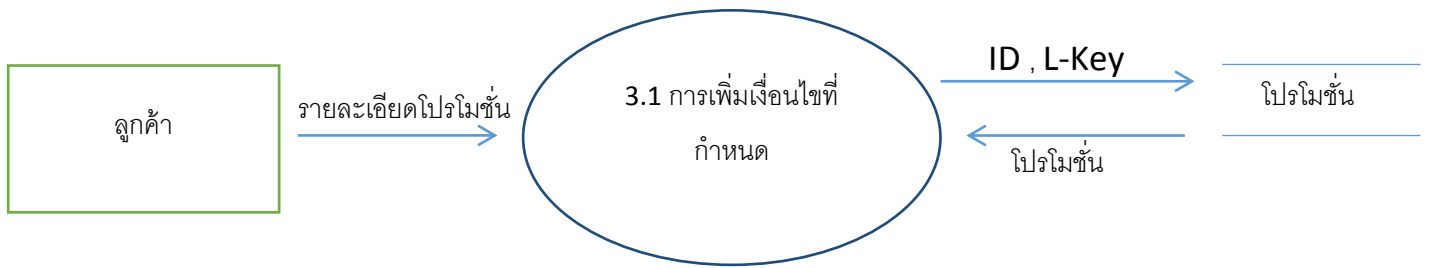 ลูกค้า
รายละเอียดโปรโมชั่น
3.1 การเพิ่มเงื่อนไขที่
กำหนด
ID , L-Key
โปรโมชั่น
โปรโมชั่น